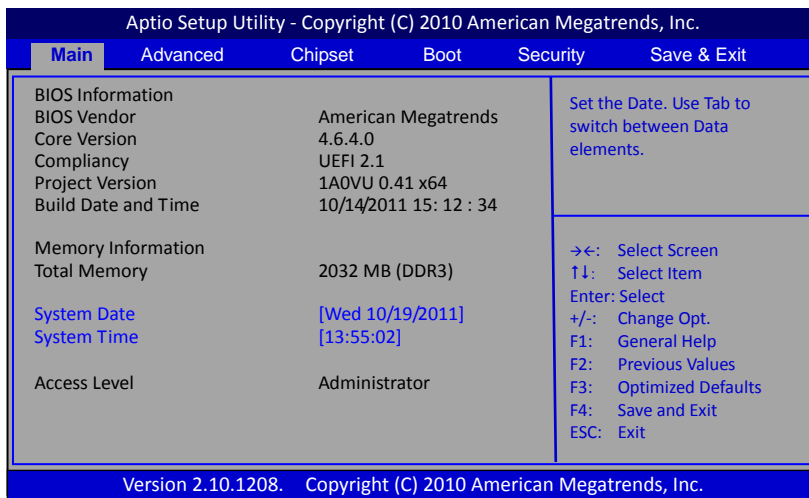 Aptio Setup Utility - Copyright (C) 2010 American Megatrends, Inc.
Main Advanced Chipset Boot Security Save & Exit
BIOS Information
BIOS Vendor American Megatrends
Core Version 4.6.4.0
Compliancy UEFI 2.1
Project Version 1A0VU 0.41 x64
Build Date and Time 10/14/2011 15: 12 : 34
Memory Information
Total Memory 2032 MB (DDR3)
System Date [Wed 10/19/2011]
System Time [13:55:02]
Access Level Administrator
Set the Date. Use Tab to
switch between Data
elements.
→←: Select Screen
↑↓: Select Item
Enter: Select
+/-: Change Opt.
F1: General Help
F2: Previous Values
F3: Optimized Defaults
F4: Save and Exit
ESC: Exit
Version 2.10.1208. Copyright (C) 2010 American Megatrends, Inc.